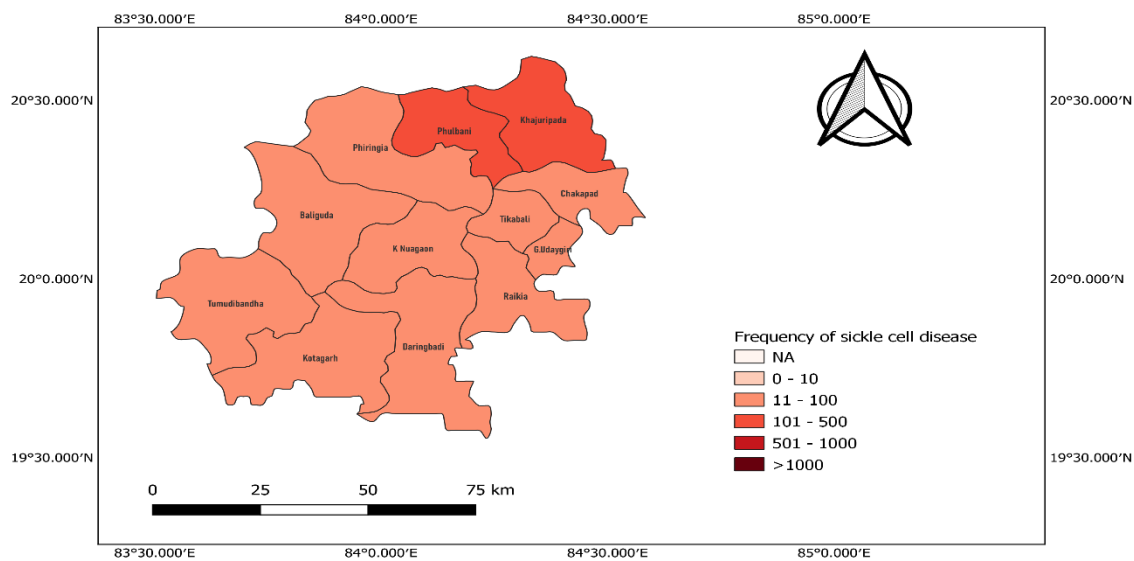 83°30.000'E 84°0.000'E 84°30.000'E 85°0.000'E
20°30.000'N 20°30.000'N
Khajuripada
Phulbani
Phiringia
Chakapad
Baliguda
Tikabali
K Nuagaon
G.Udaygiri
20°0.000'N 20°0.000'N
Raikia
Tumudibandha
Daringbadi
Kotagarh
Frequency of sickle cell disease
NA
0 - 10
11 - 100
101 - 500
501 - 1000
>1000
19°30.000'N 19°30.000'N
0 25 50 75 km
83°30.000'E 84°0.000'E 84°30.000'E 85°0.000'E